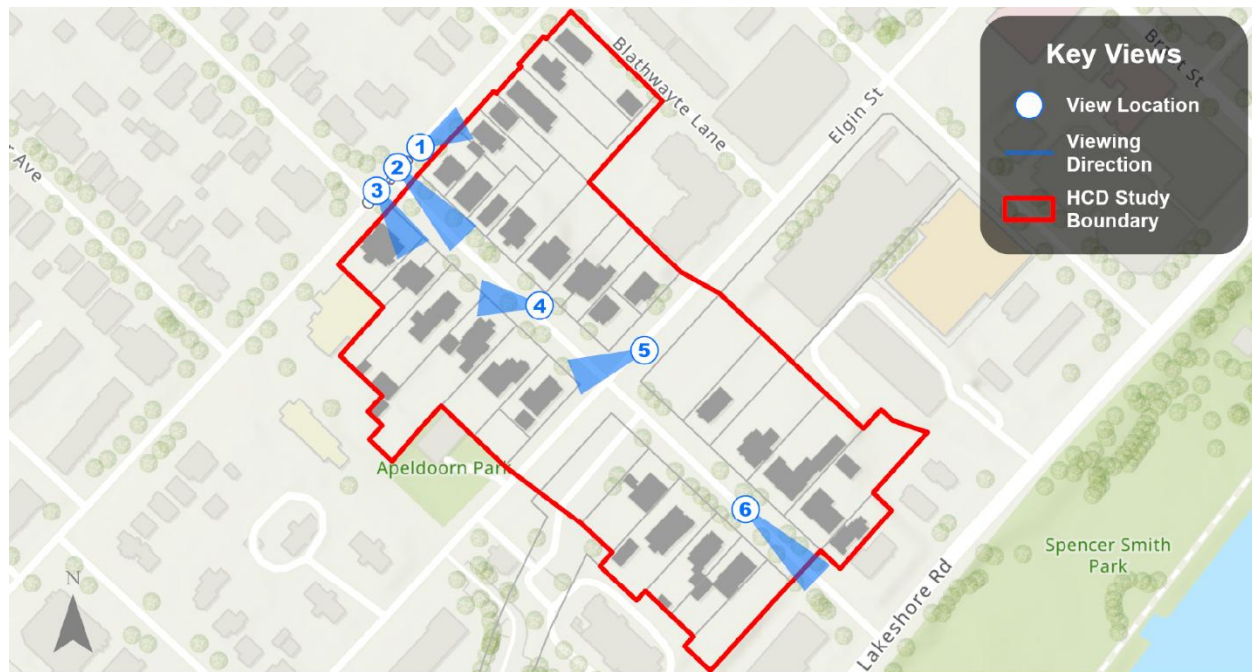 Key Views
View Location
Viewing
Direction
HCD Study
Boundary
Blathwayte Lane
Elgin St
Ave
1
2
3
4
5
6
Apeldoorn Park
Spencer Smith
Park
Lakeshore Rd
N